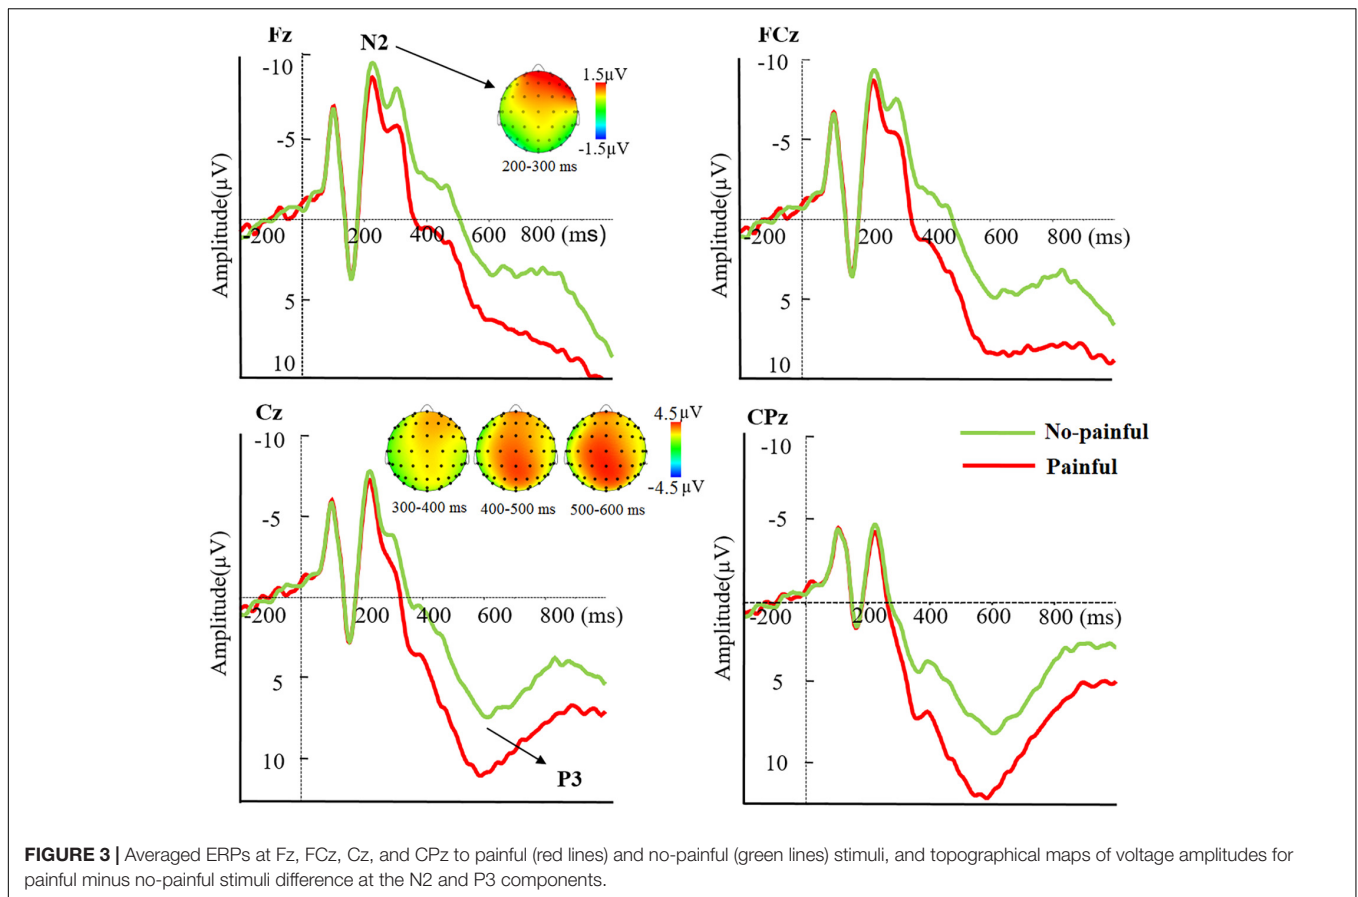 Fz
N2
-10
-5
5
10
Amplitude(µV)
-200
200
400
600
800 (ms)
1.5µV
-1.5µV
200-300 ms
FCz
-10
-5
5
10
Amplitude(µV)
-200
200
400
600
800 (ms)
Cz
-10
-5
5
10
Amplitude(µV)
-200
200
400
600
800 (ms)
4.5µV
-4.5 µV
300-400 ms
400-500 ms
500-600 ms
P3
CPz
-10
-5
5
10
Amplitude(µV)
-200
200
400
600
800 (ms)
No-painful
Painful
FIGURE 3 | Averaged ERPs at Fz, FCz, Cz, and CPz to painful (red lines) and no-painful (green lines) stimuli, and topographical maps of voltage amplitudes for
painful minus no-painful stimuli difference at the N2 and P3 components.